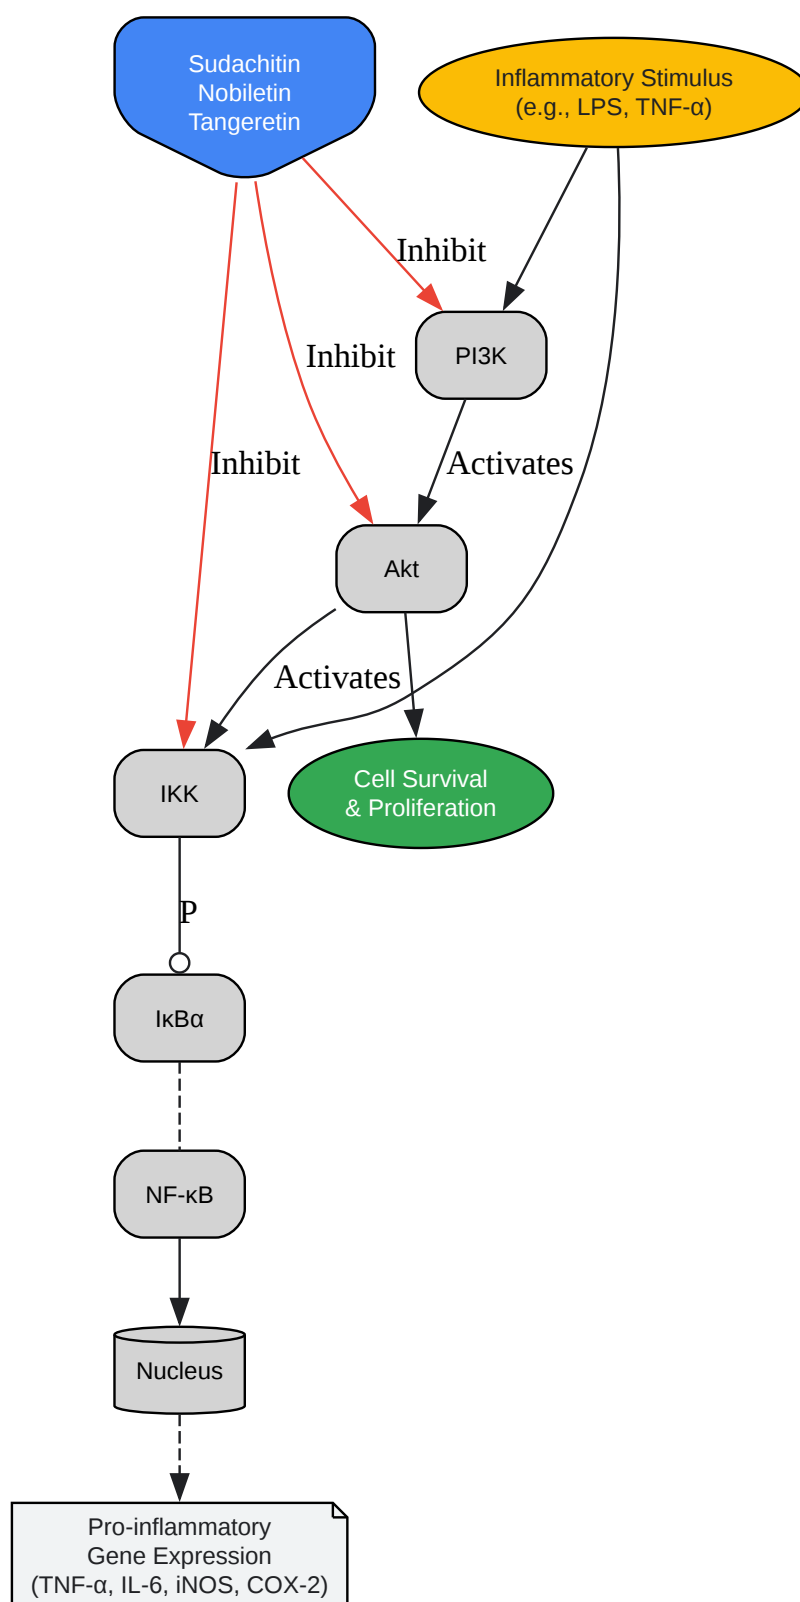 Sudachitin
Nobiletin
Tangeretin
Inflammatory Stimulus
(e.g., LPS, TNF-α)
Inhibit
PI3K
Inhibit
Inhibit
Activates
Akt
Activates
IKK
Cell Survival
& Proliferation
P
IκBα
NF-κB
Nucleus
Pro-inflammatory
Gene Expression
(TNF-α, IL-6, iNOS, COX-2)